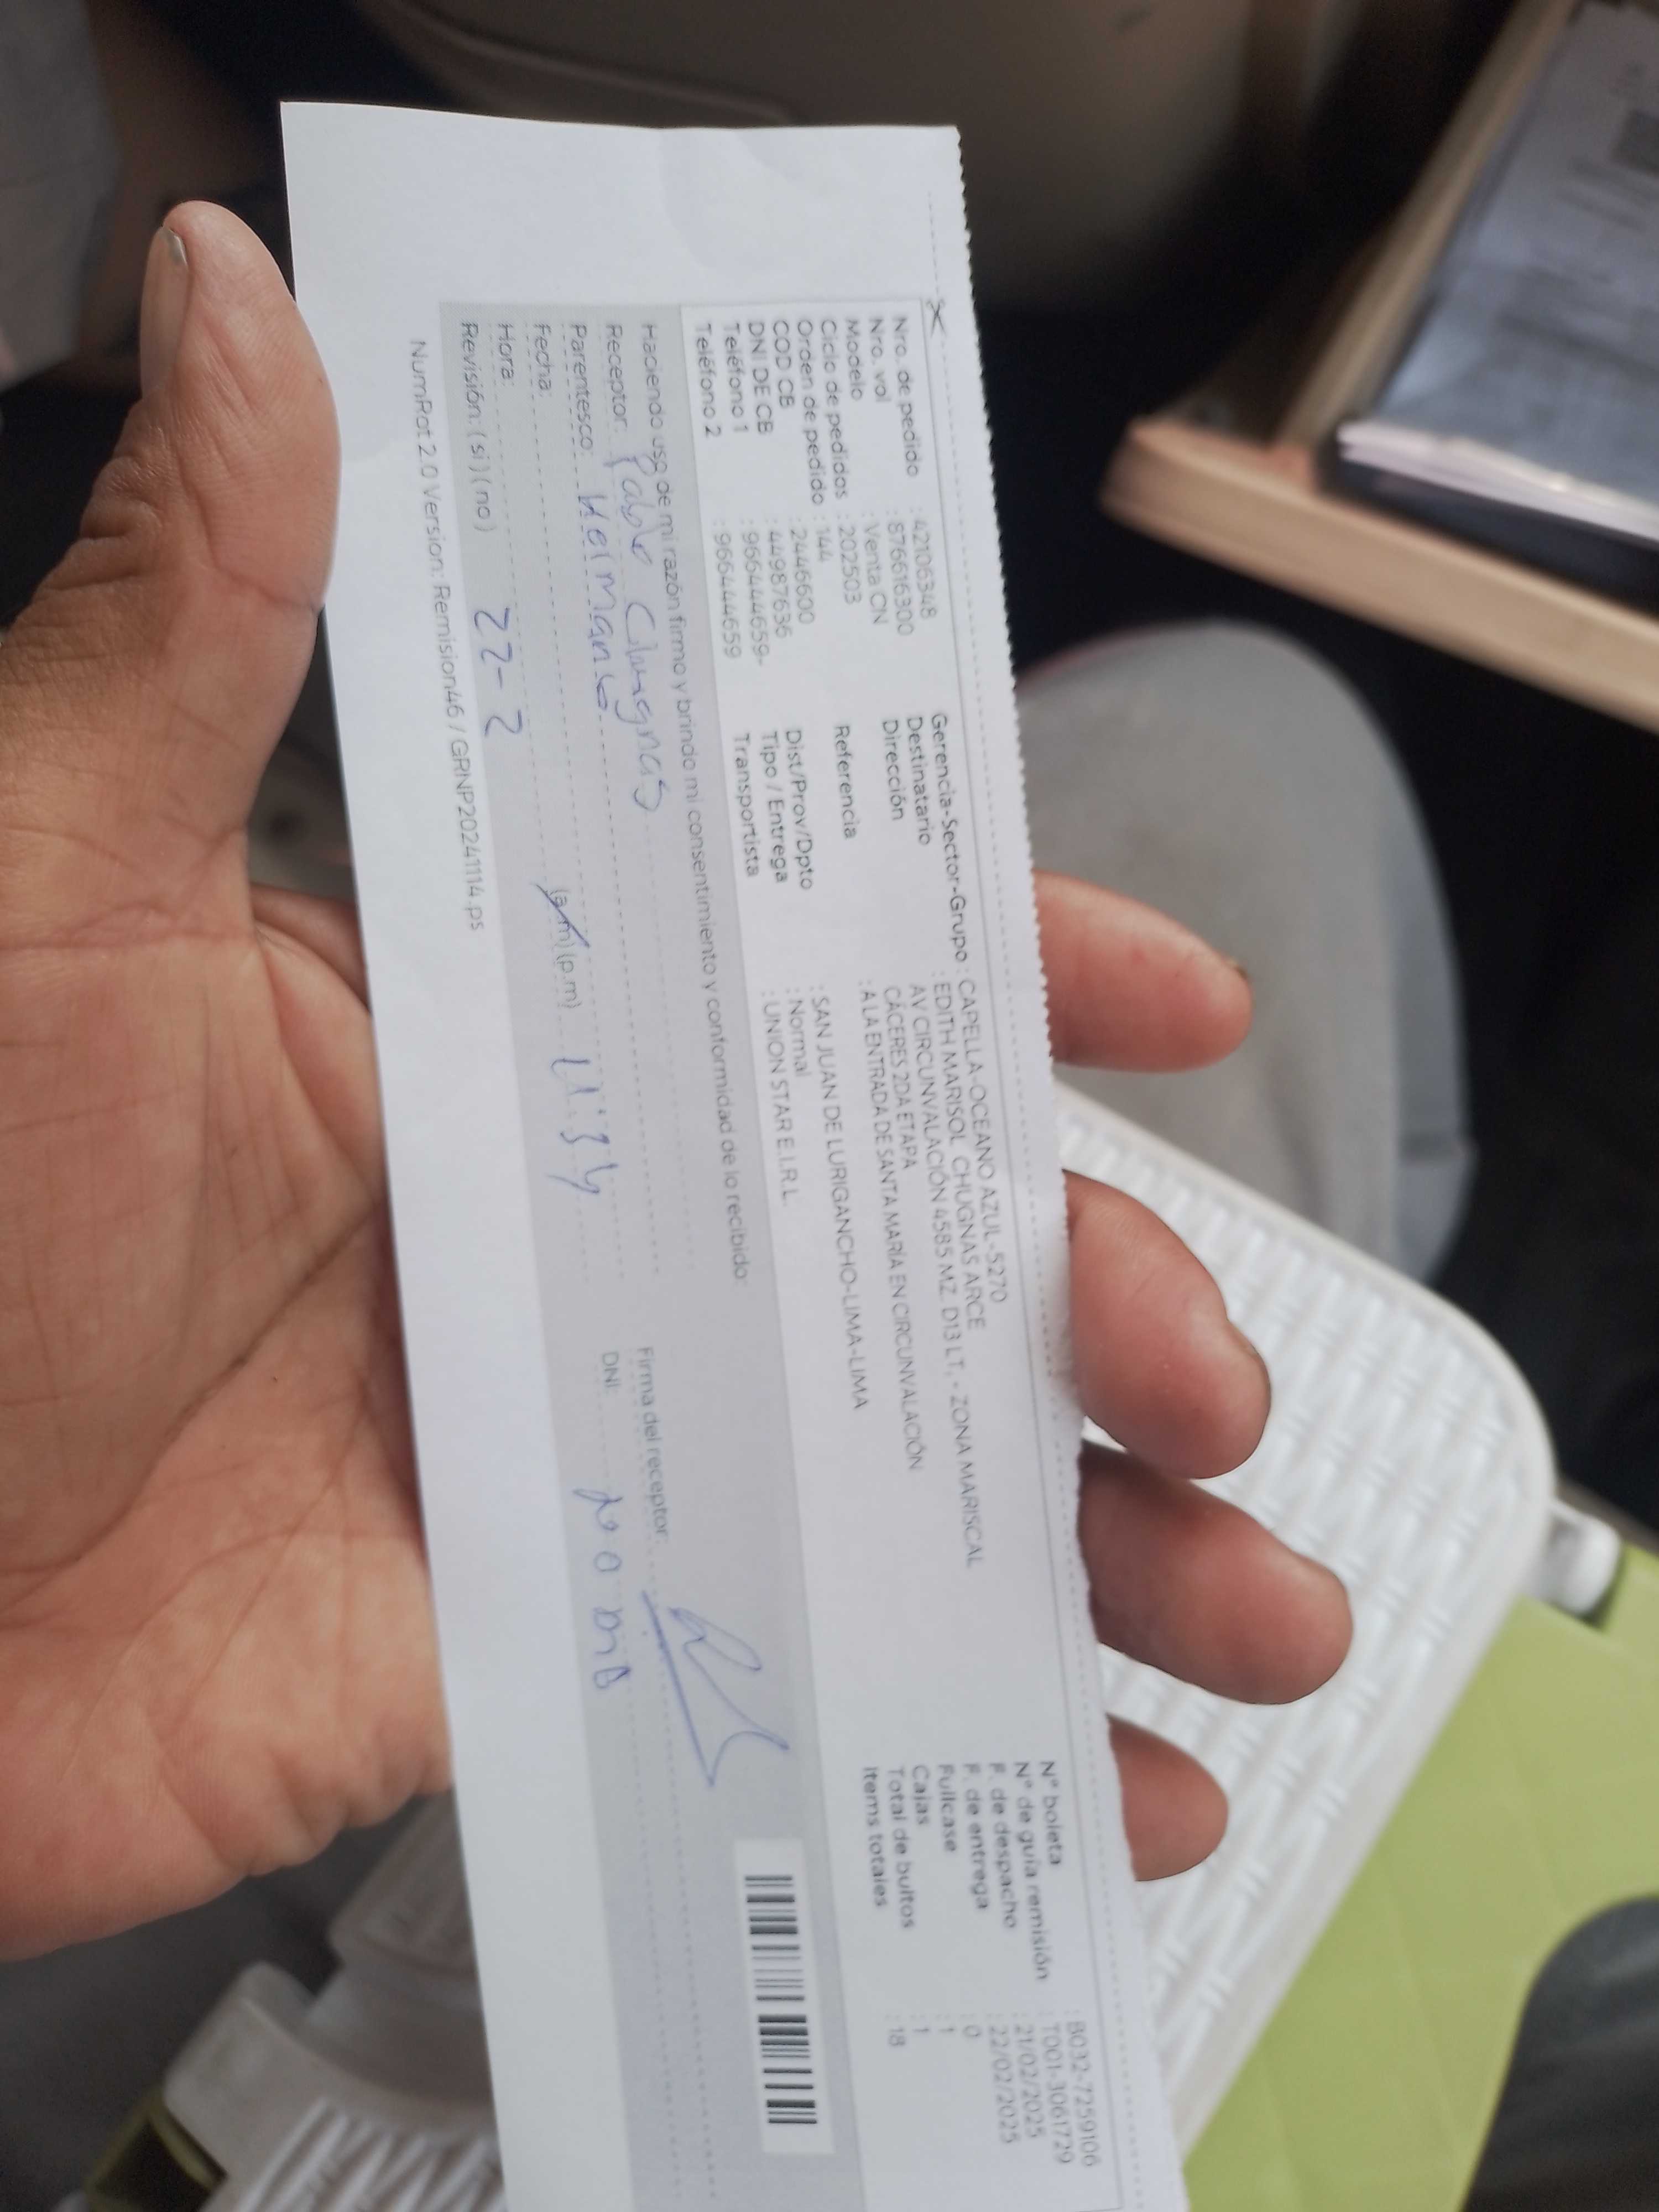 Nro. de pedido : 42106348
Nro. vol : 876616300
Modelo : Venta CN
Ciclo de pedidos : 202503
Orden de pedido : 144
COD CB : 2446600
DNI DE CB : 44987636
Teléfono 1 : 966444659-
Teléfono 2 : 966444659
Gerencia-Sector-Grupo : CAPELLA-OCEANO AZUL-5270
Destinatario : EDITH MARISOL CHUGNAS ARCE
Dirección AV CIRCUNVALACIÓN 4585 MZ. D13 LT. - ZONA MARISCAL
CÁCERES 2DA ETAPA
Referencia : A LA ENTRADA DE SANTA MARÍA EN CIRCUNVALACIÓN
Dist/Prov/Dpto : SAN JUAN DE LURIGANCHO-LIMA-LIMA
Tipo / Entrega : Normal
Transportista : UNION STAR E.I.R.L.
N° boleta : B032-7259106
N° de guía remisión : T001-3061729
F. de despacho : 21/02/2025
F. de entrega : 22/02/2025
Fullcase : 0
Cajas : 1
Total de bultos : 1
Items totales : 18
Haciendo uso de mi razón firmo y brindo mi consentimiento y conformidad de lo recibido:
Receptor: Pablo Chugnas
Parentesco: Hermano
Fecha:
Hora: 22-2 (a.m) (p.m)
Revisión: (si) (no)
Firma del receptor:
DNI: no
NumRot 2.0 Version: Remision46 / GRNP20241114.ps